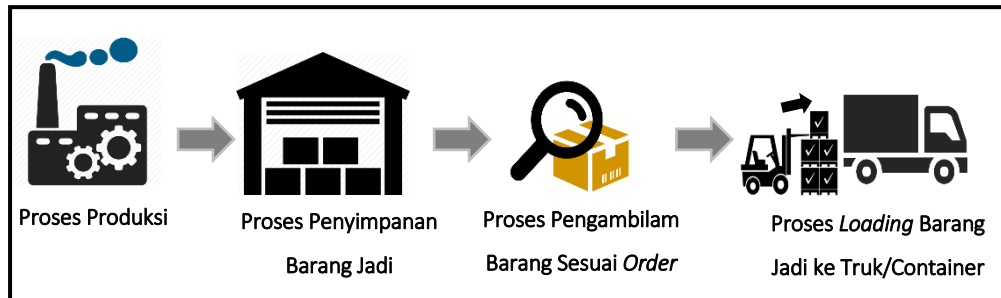 Proses Produksi
Proses Penyimpanan
Barang Jadi
Proses Pengambilam
Barang Sesuai Order
Proses Loading Barang
Jadi ke Truk/Container